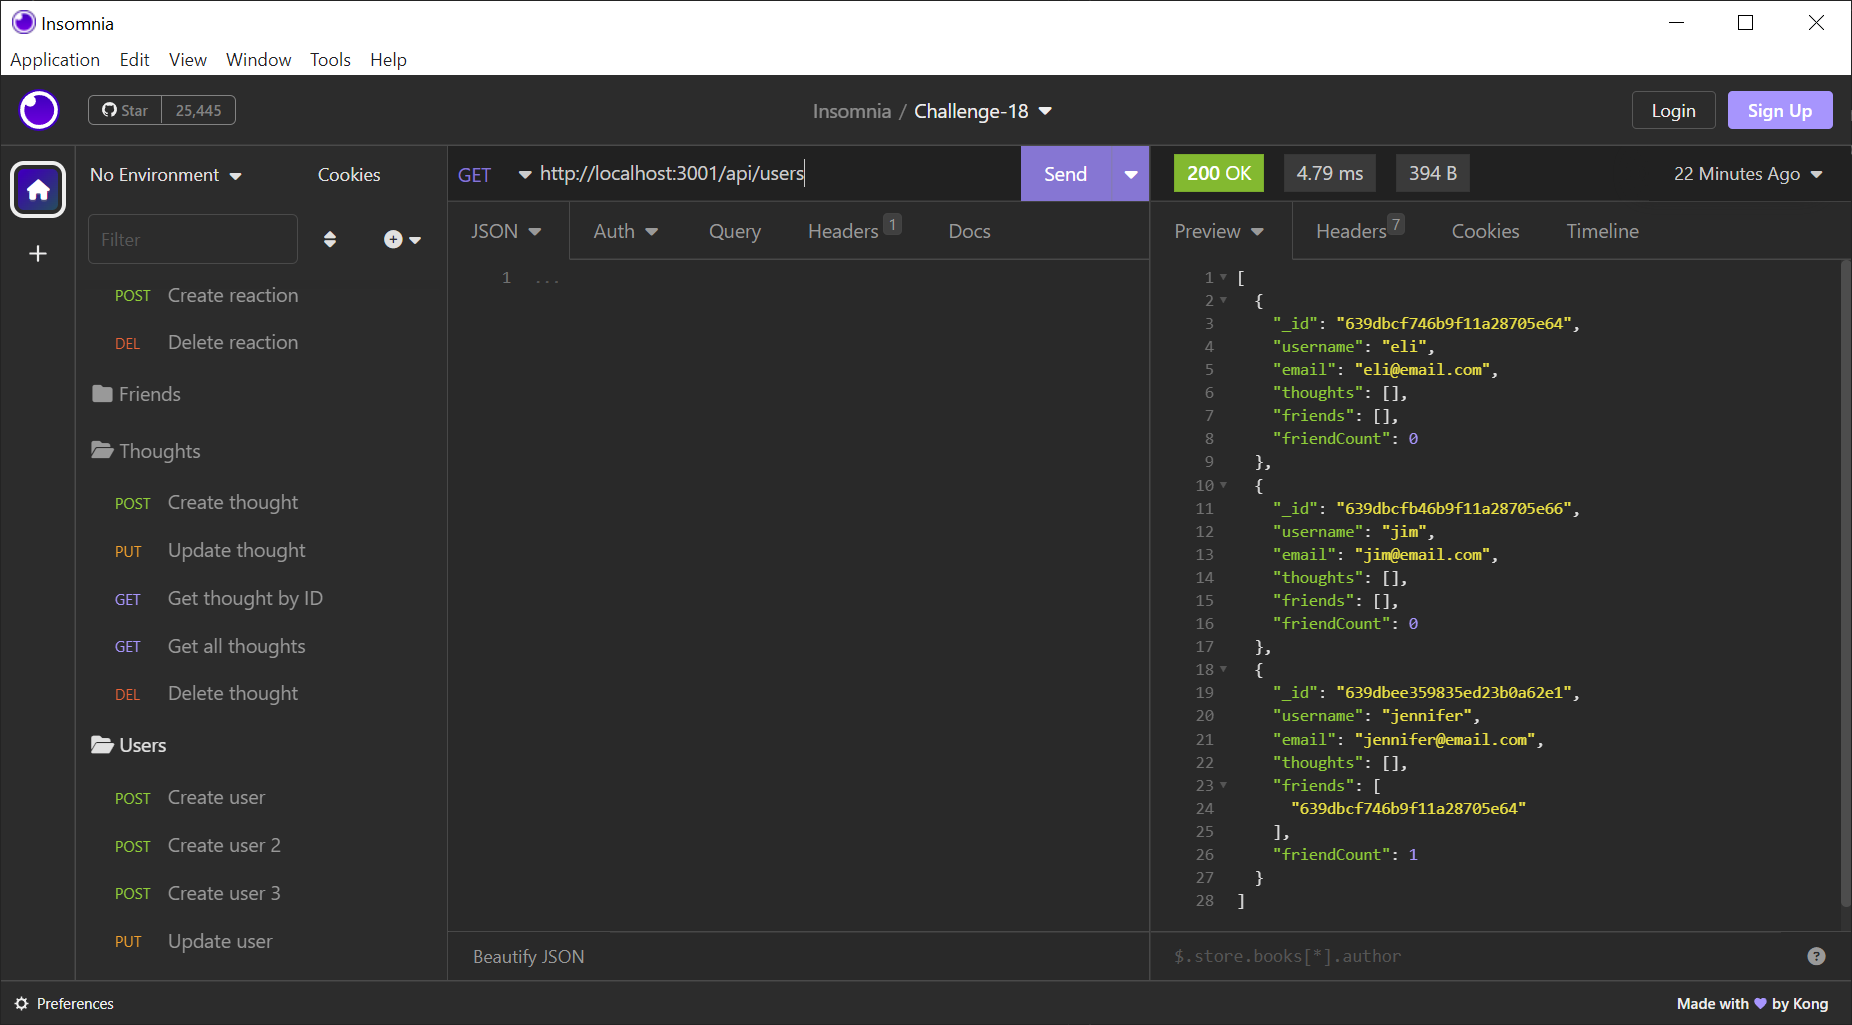 Insomnia
Application Edit View Window Tools Help
Star 25,445
Insomnia / Challenge-18
Login Sign Up
No Environment Cookies
Filter
POST Create reaction
DEL Delete reaction
Friends
Thoughts
POST Create thought
PUT Update thought
GET Get thought by ID
GET Get all thoughts
DEL Delete thought
Users
POST Create user
POST Create user 2
POST Create user 3
PUT Update user
GET http://localhost:3001/api/users Send
JSON Auth Query Headers 1 Docs
1 ...
Beautify JSON
200 OK 4.79 ms 394 B 22 Minutes Ago
Preview Headers 7 Cookies Timeline
1 [
2 {
3 "_id": "639dbcf746b9f11a28705e64",
4 "username": "eli",
5 "email": "eli@email.com",
6 "thoughts": [],
7 "friends": [],
8 "friendCount": 0
9 },
10 {
11 "_id": "639dbcfb46b9f11a28705e66",
12 "username": "jim",
13 "email": "jim@email.com",
14 "thoughts": [],
15 "friends": [],
16 "friendCount": 0
17 },
18 {
19 "_id": "639dbee359835ed23b0a62e1",
20 "username": "jennifer",
21 "email": "jennifer@email.com",
22 "thoughts": [],
23 "friends": [
24 "639dbcf746b9f11a28705e64"
25 ],
26 "friendCount": 1
27 }
28 ]
$.store.books[*].author ?
Preferences
Made with 💜 by Kong